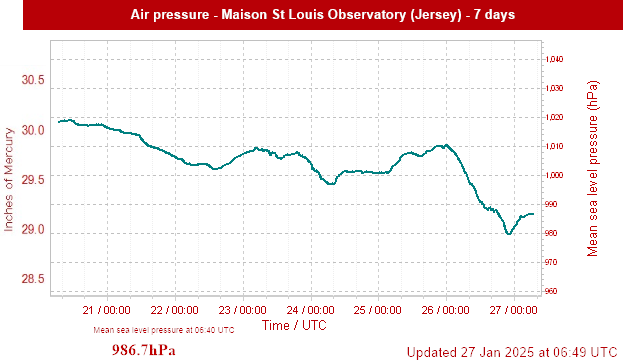 Air pressure - Maison St Louis Observatory (Jersey) - 7 days
Inches of Mercury
30.5
30.0
29.5
29.0
28.5
1,040
1,030
1,020
1,010
1,000
990
980
970
960
Mean sea level pressure (hPa)
21 / 00:00 22 / 00:00 23 / 00:00 24 / 00:00 25 / 00:00 26 / 00:00 27 / 00:00
Time / UTC
Mean sea level pressure at 06:40 UTC
986.7hPa
Updated 27 Jan 2025 at 06:49 UTC